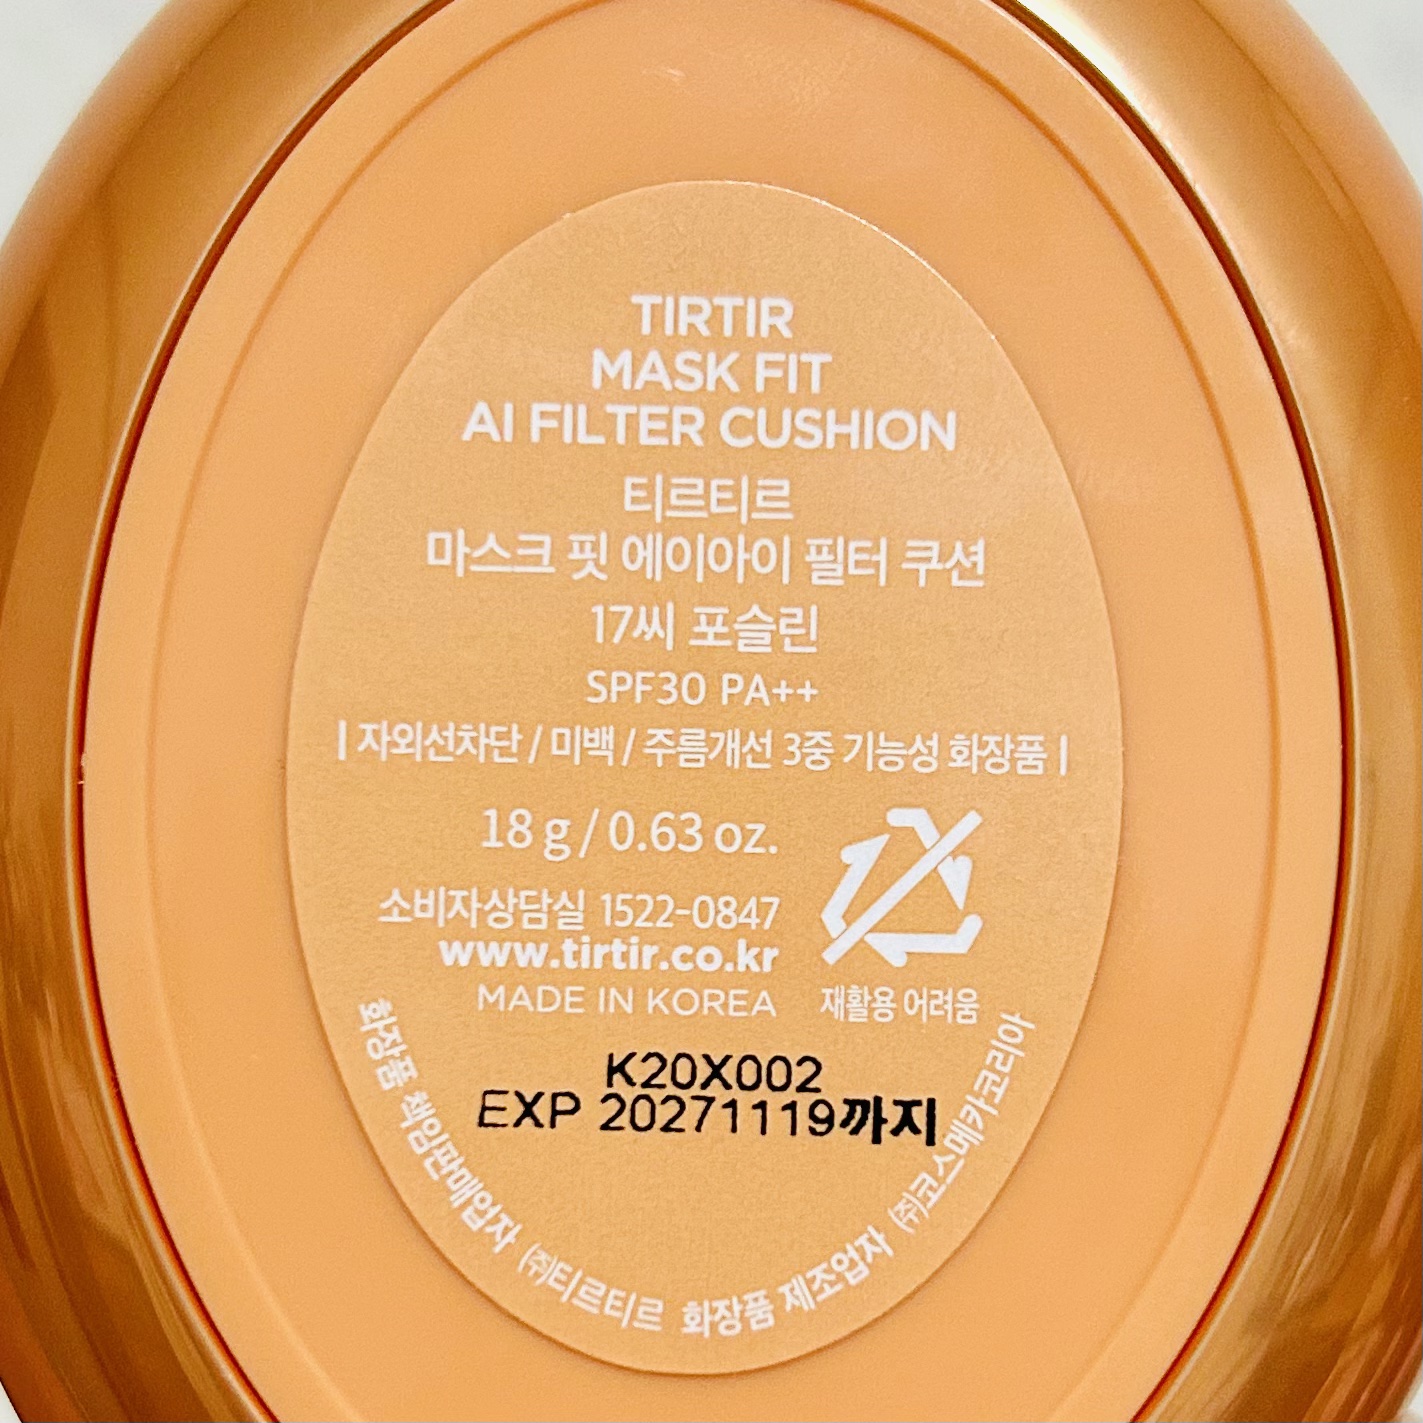 TIRTIR
MASK FIT
AI FILTER CUSHION
티르티르
마스크 핏 에이아이 필터 쿠션
17씨 포슬린
SPF30 PA++
| 자외선차단 / 미백 / 주름개선 3중 기능성 화장품 |
18 g / 0.63 oz.
소비자상담실 1522-0847
www.tirtir.co.kr
MADE IN KOREA
재활용 어려움
K20X002
EXP 20271119까지
화장품 책임판매업자 ㈜티르티르 화장품 제조업자 ㈜코스메카코리아